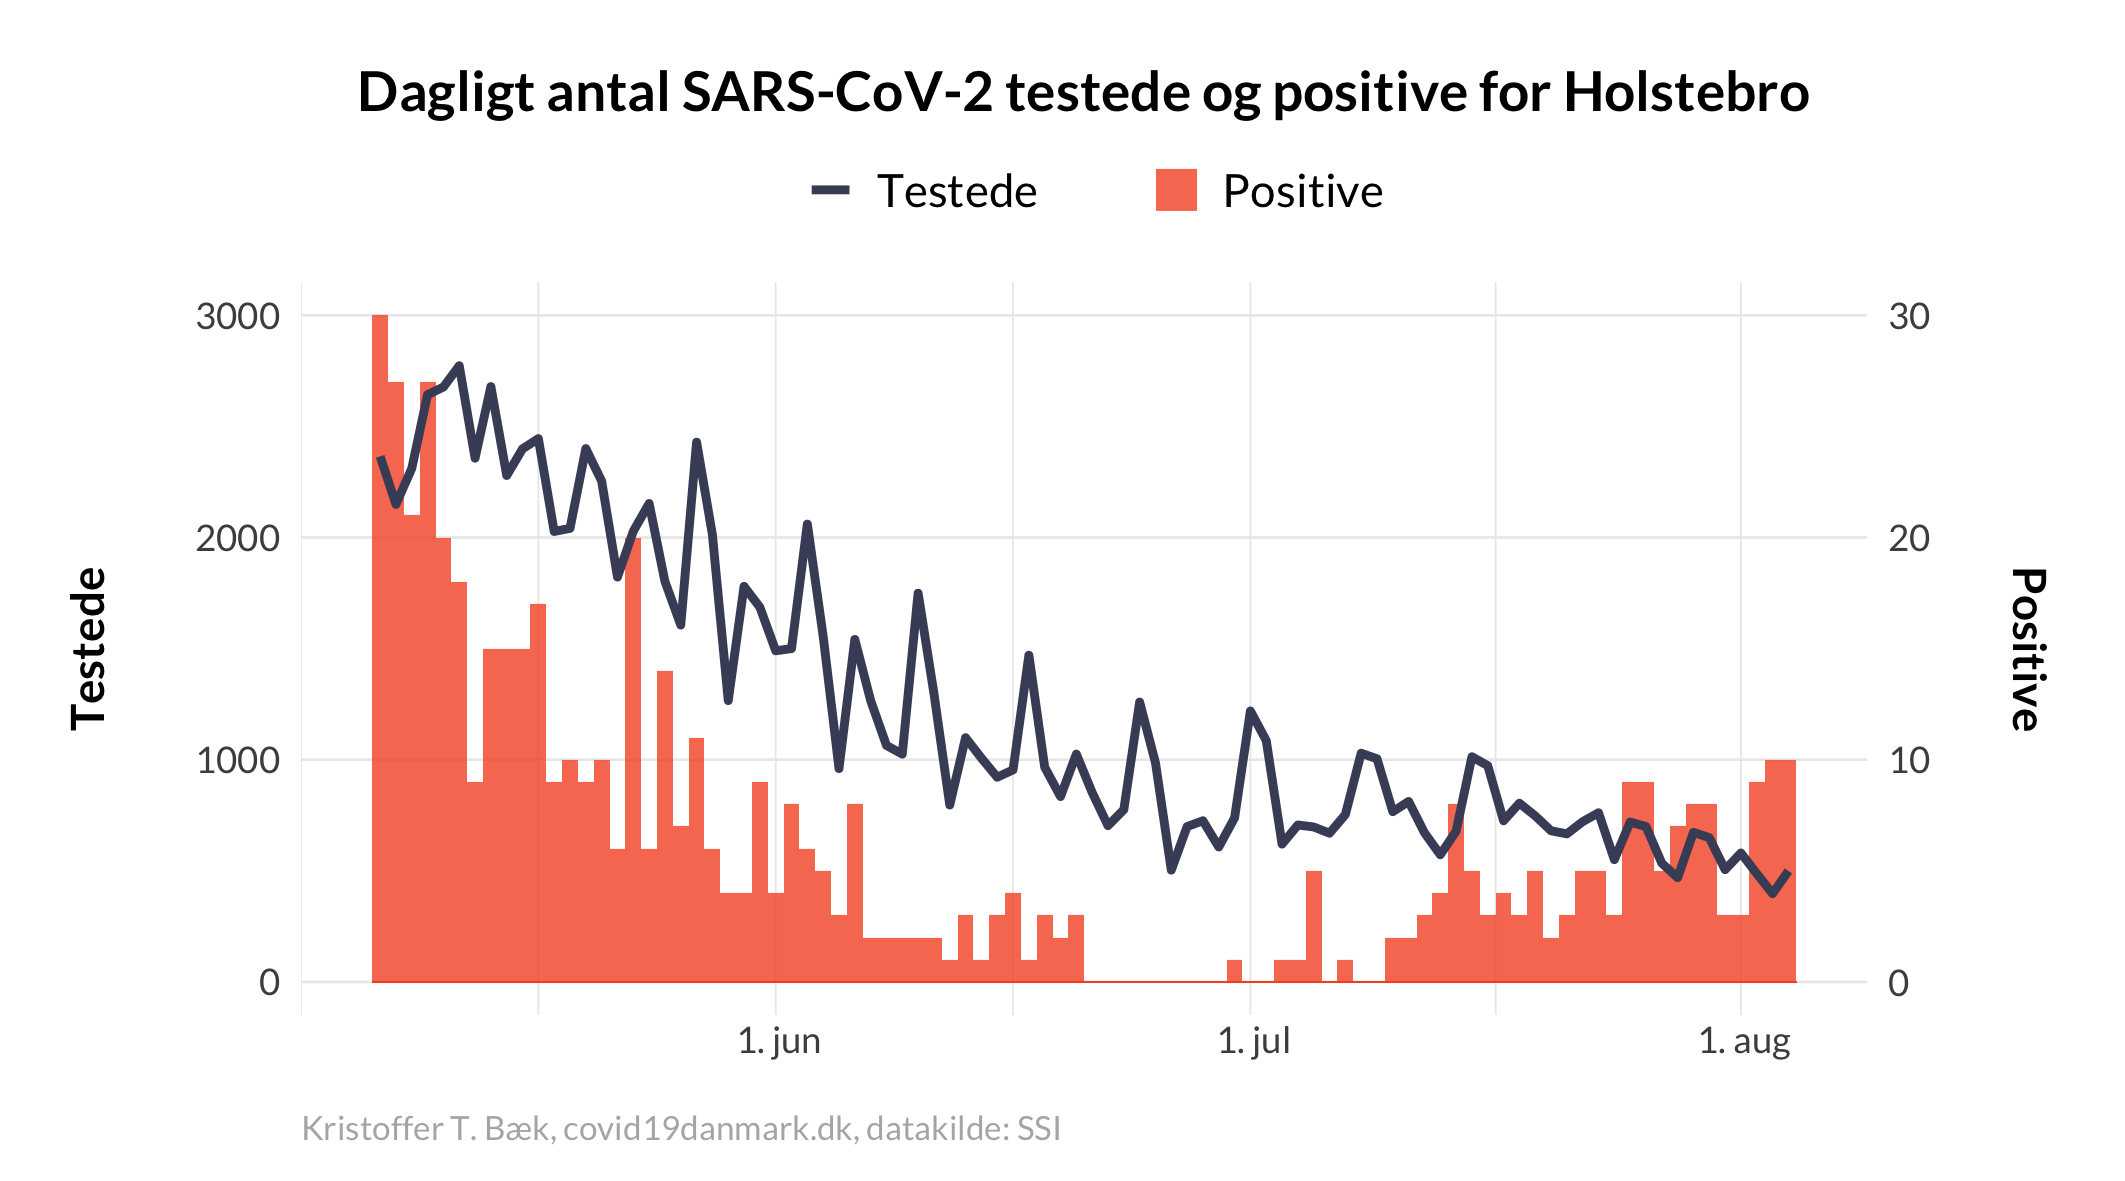 Dagligt antal SARS-CoV-2 testede og positive for Holstebro
Testede
Positive
3000
2000
1000
0
Testede
30
20
10
0
Positive
1. jun
1. jul
1. aug
Kristoffer T. Bæk, covid19danmark.dk, datakilde: SSI